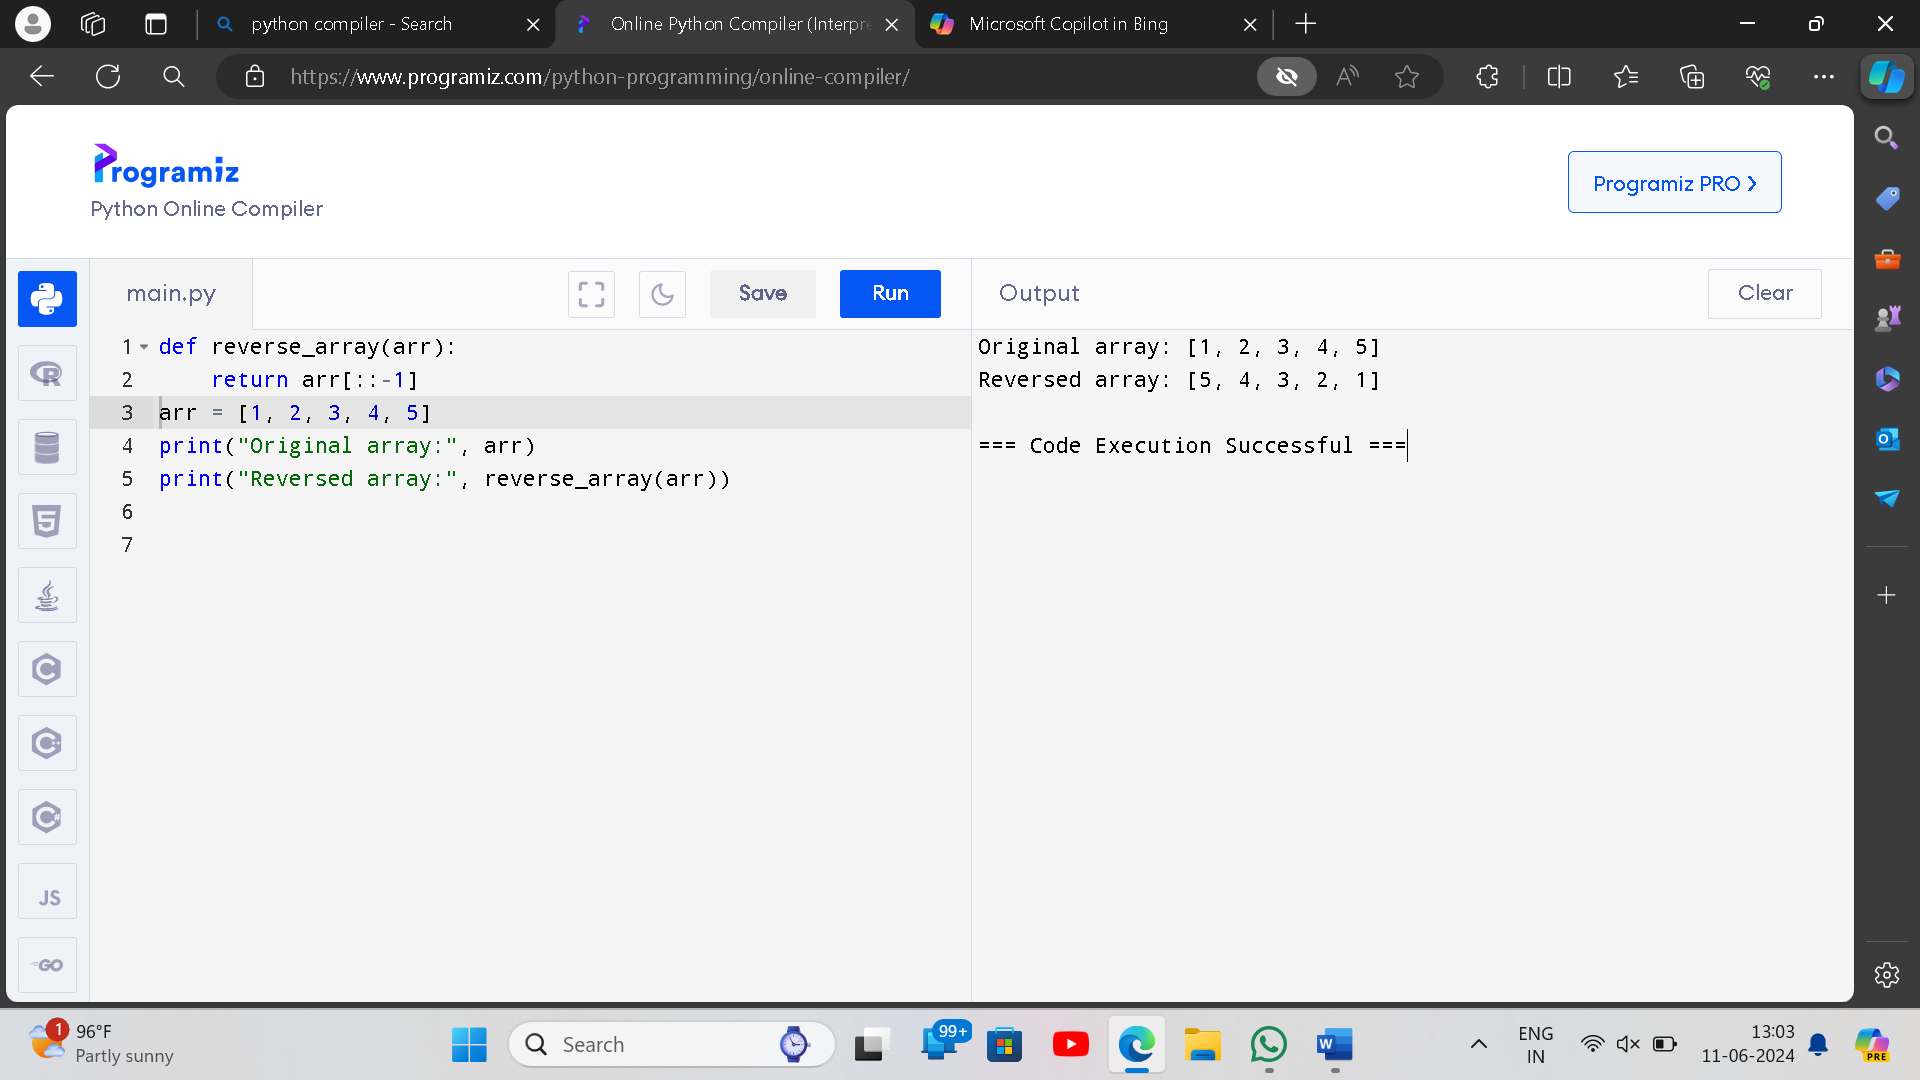 python compiler - Search
Online Python Compiler (Interpre
Microsoft Copilot in Bing
https://www.programiz.com/python-programming/online-compiler/
Programiz
Python Online Compiler
Programiz PRO
main.py
Save
Run
Output
Clear
1 def reverse_array(arr):
2     return arr[::-1]
3 arr = [1, 2, 3, 4, 5]
4 print("Original array:", arr)
5 print("Reversed array:", reverse_array(arr))
6
7
Original array: [1, 2, 3, 4, 5]
Reversed array: [5, 4, 3, 2, 1]
=== Code Execution Successful ===
R
5
C
C++
C#
JS
GO
1
96°F
Partly sunny
Search
99+
W
ENG
IN
13:03
11-06-2024
PRE